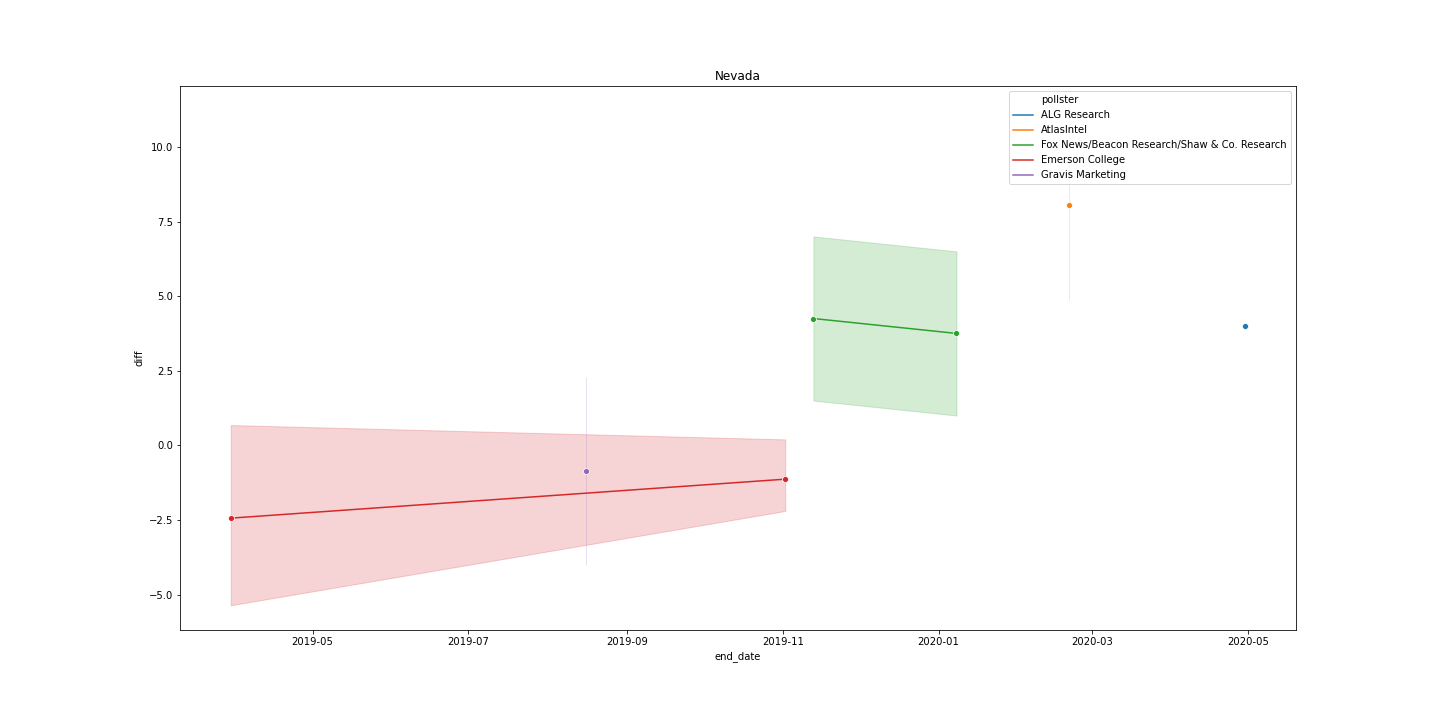 Nevada
pollster
ALG Research
AtlasIntel
Fox News/Beacon Research/Shaw & Co. Research
Emerson College
Gravis Marketing
diff
10.0
7.5
5.0
2.5
0.0
−2.5
−5.0
2019-05
2019-07
2019-09
2019-11
2020-01
2020-03
2020-05
end_date